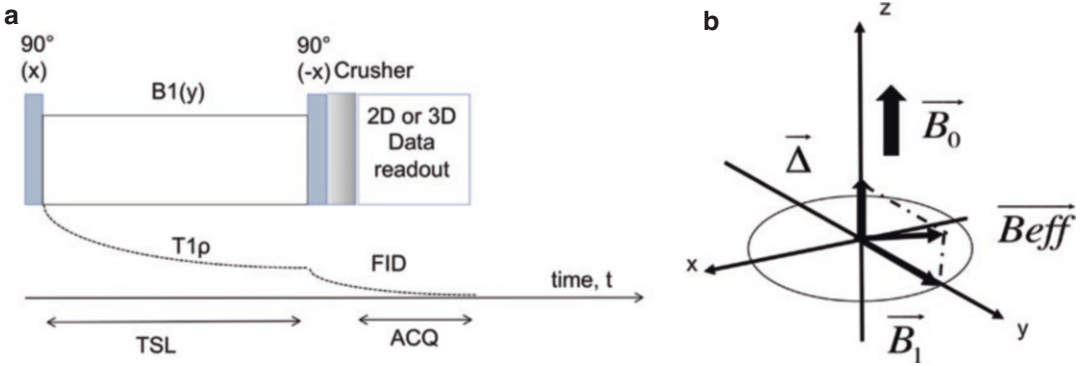 a
90°
(x)
B1(y)
90°
(-x) Crusher
2D or 3D
Data
readout
T1ρ
FID
time, t
TSL
ACQ
b
z
B₀
Δ
Beff
x
y
B₁